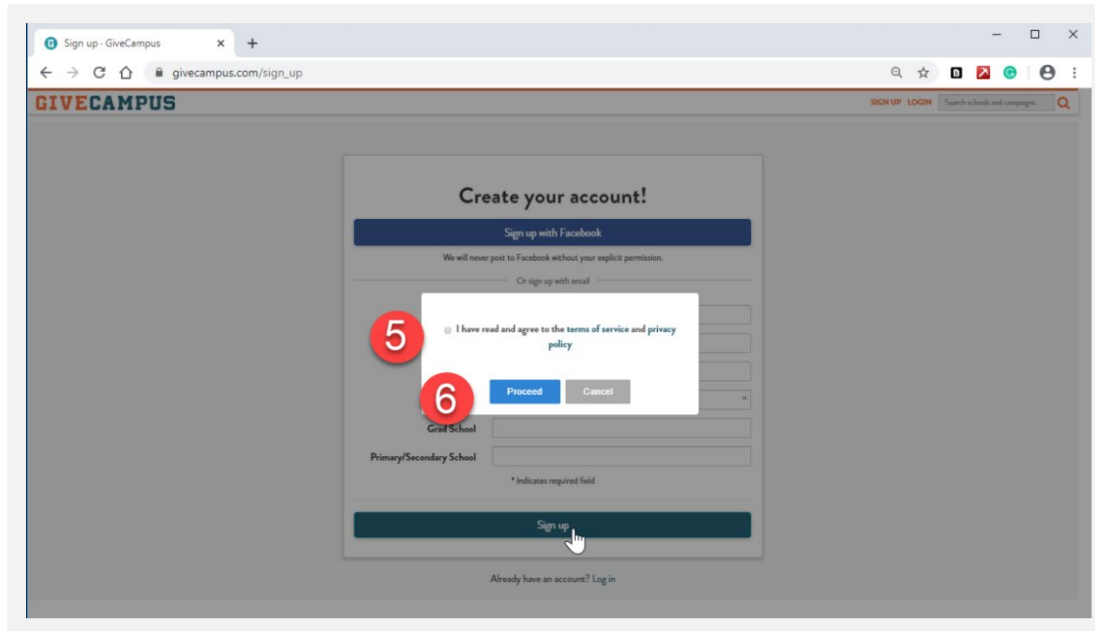 Sign up - GiveCampus
givecampus.com/sign_up
GIVECAMPUS
SIGN UP LOGIN Search schools and campaigns
Create your account!
Sign up with Facebook
We will never post to Facebook without your explicit permission.
Or sign up with email
5
I have read and agree to the terms of service and privacy
policy
6
Proceed Cancel
Grad School
Primary/Secondary School
* Indicates required field
Sign up
Already have an account? Log in